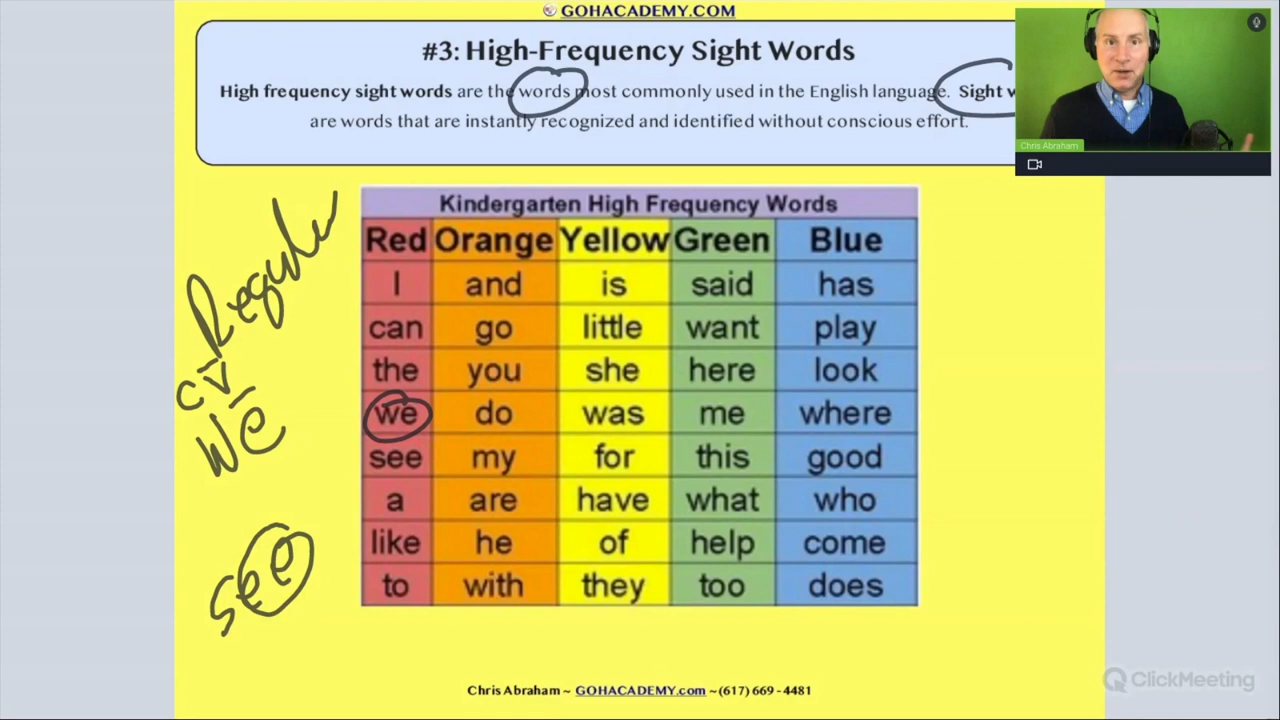 GOHACADEMY.COM
#3: High-Frequency Sight Words
High frequency sight words are the words most commonly used in the English language. Sight w
are words that are instantly recognized and identified without conscious effort.
Chris Abraham
Kindergarten High Frequency Words
Red Orange Yellow Green Blue
I and is said has
can go little want play
the you she here look
we do was me where
see my for this good
a are have what who
like he of help come
to with they too does
Regular
CV
we
see
Chris Abraham ~ GOHACADEMY.com ~(617) 669 - 4481
ClickMeeting